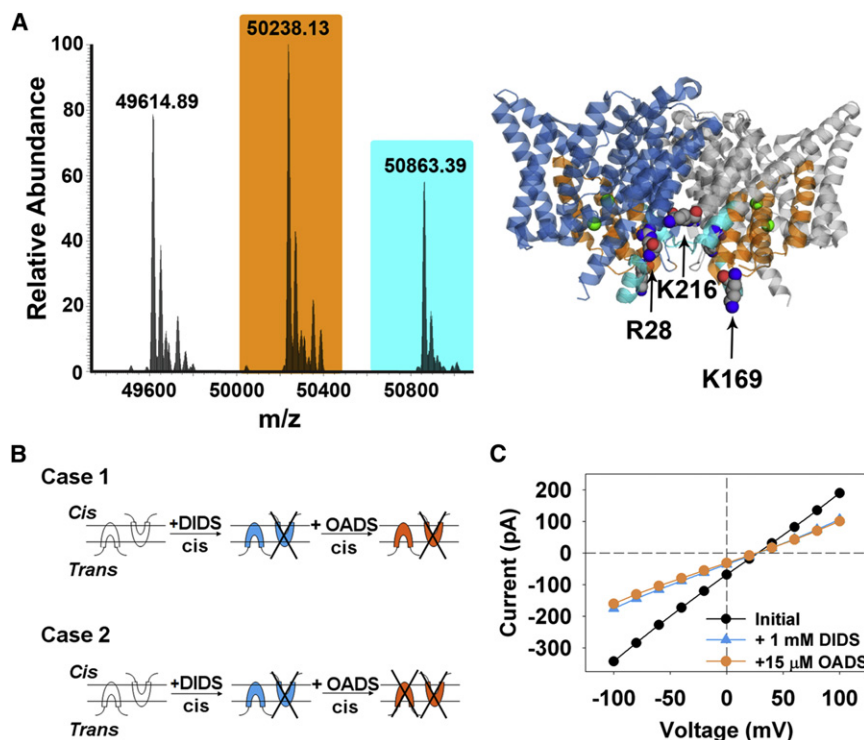 A
Relative Abundance
100
80
60
40
20
0
49614.89
50238.13
50863.39
49600
50000
50400
50800
m/z
K216
R28
K169
B
Case 1
Cis
+DIDS
+ OADS
cis
cis
Trans
Case 2
Cis
+DIDS
+ OADS
cis
cis
Trans
C
Current (pA)
200
100
0
-100
-200
-300
Initial
+ 1 mM DIDS
+15 μM OADS
-100
-50
0
50
100
Voltage (mV)